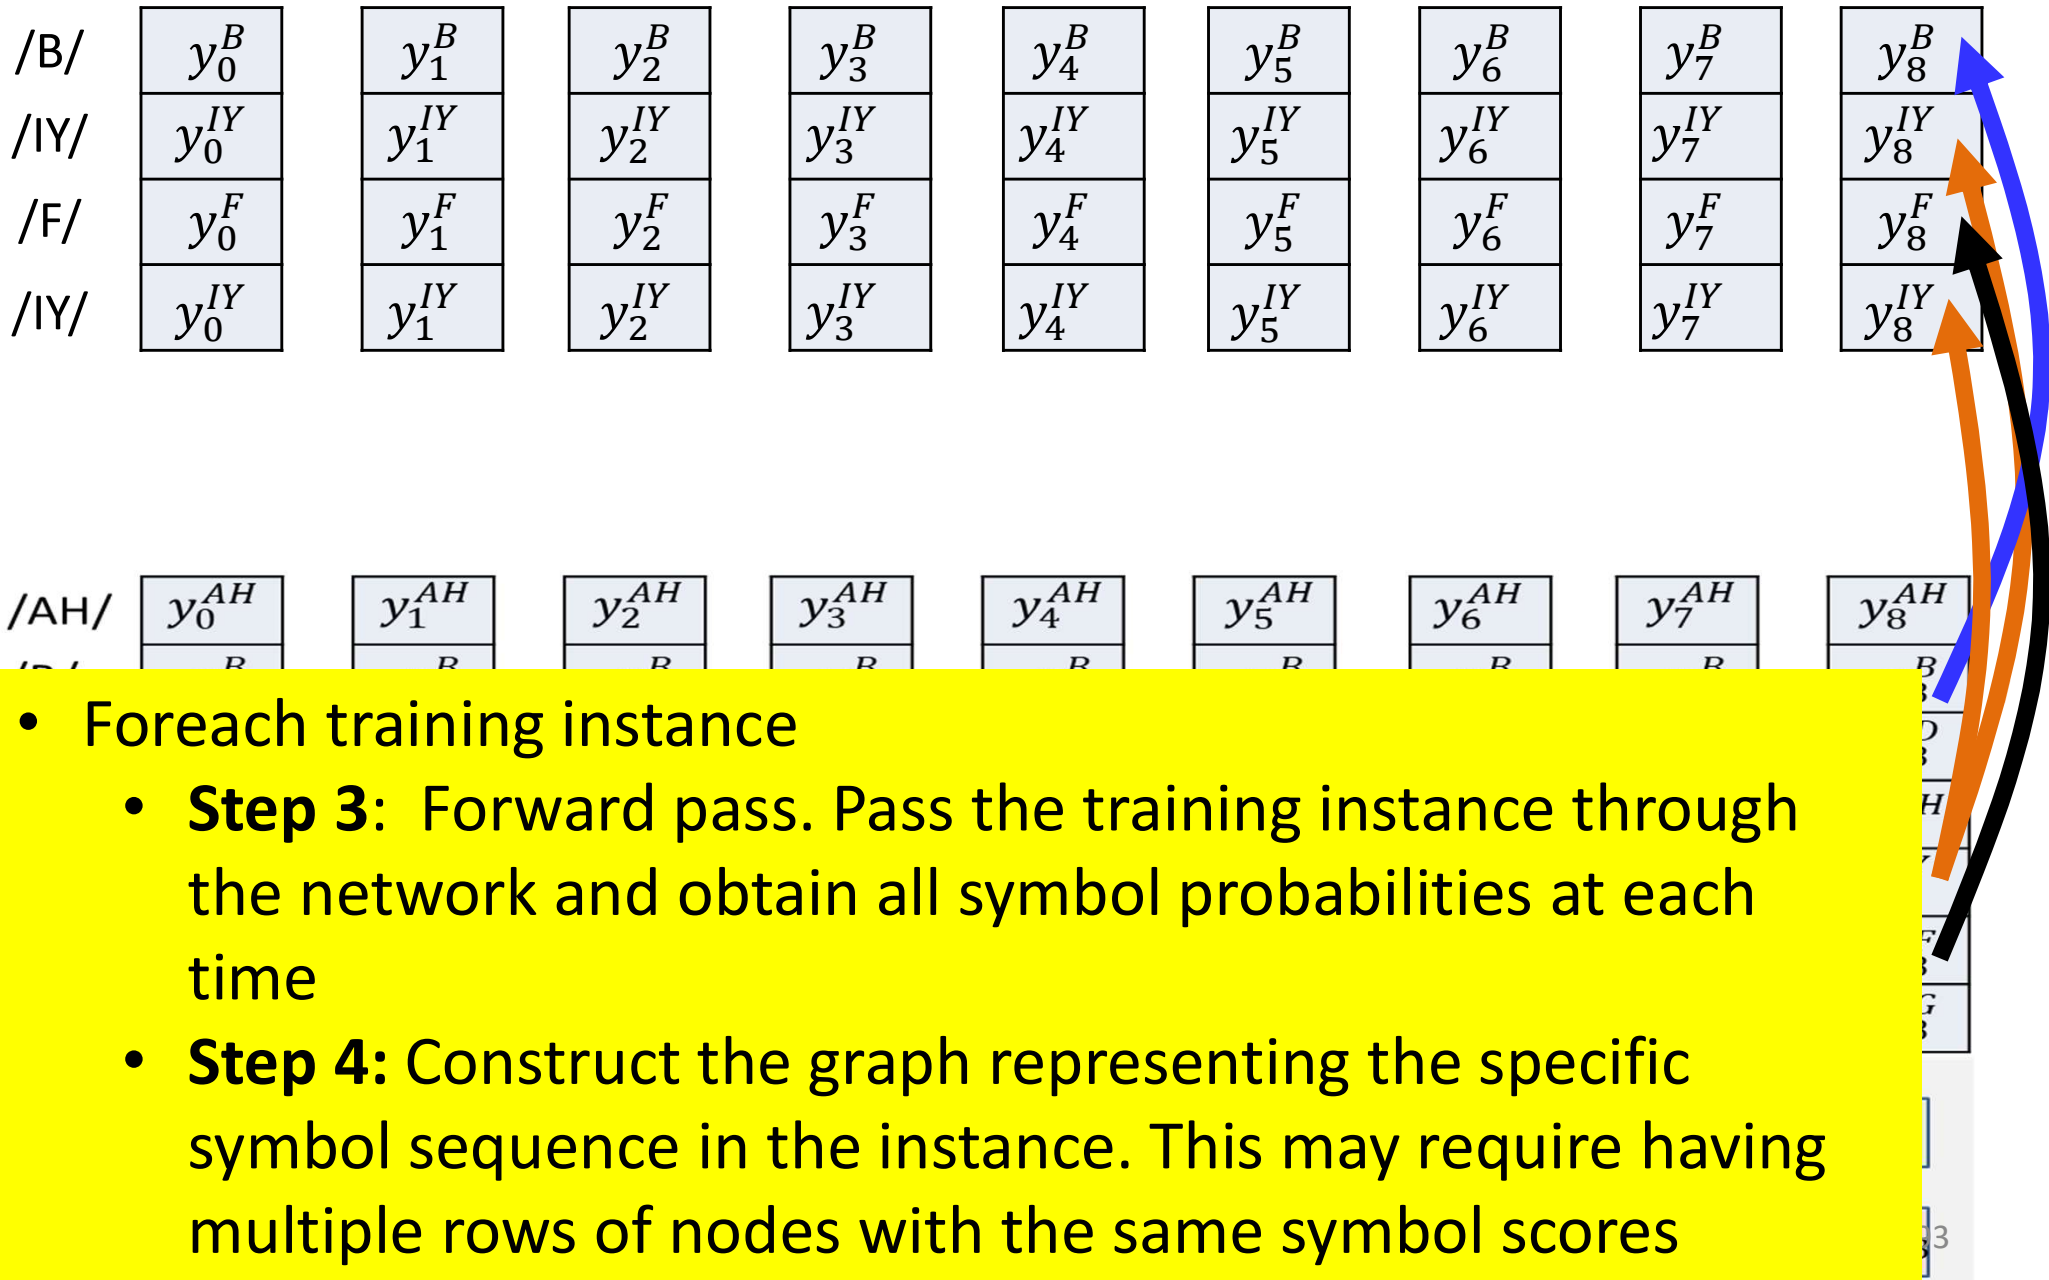 /B/ y_0^B y_1^B y_2^B y_3^B y_4^B y_5^B y_6^B y_7^B y_8^B
/IY/ y_0^{IY} y_1^{IY} y_2^{IY} y_3^{IY} y_4^{IY} y_5^{IY} y_6^{IY} y_7^{IY} y_8^{IY}
/F/ y_0^F y_1^F y_2^F y_3^F y_4^F y_5^F y_6^F y_7^F y_8^F
/IY/ y_0^{IY} y_1^{IY} y_2^{IY} y_3^{IY} y_4^{IY} y_5^{IY} y_6^{IY} y_7^{IY} y_8^{IY}
/AH/ y_0^{AH} y_1^{AH} y_2^{AH} y_3^{AH} y_4^{AH} y_5^{AH} y_6^{AH} y_7^{AH} y_8^{AH}
• Foreach training instance
• Step 3: Forward pass. Pass the training instance through
the network and obtain all symbol probabilities at each
time
• Step 4: Construct the graph representing the specific
symbol sequence in the instance. This may require having
multiple rows of nodes with the same symbol scores